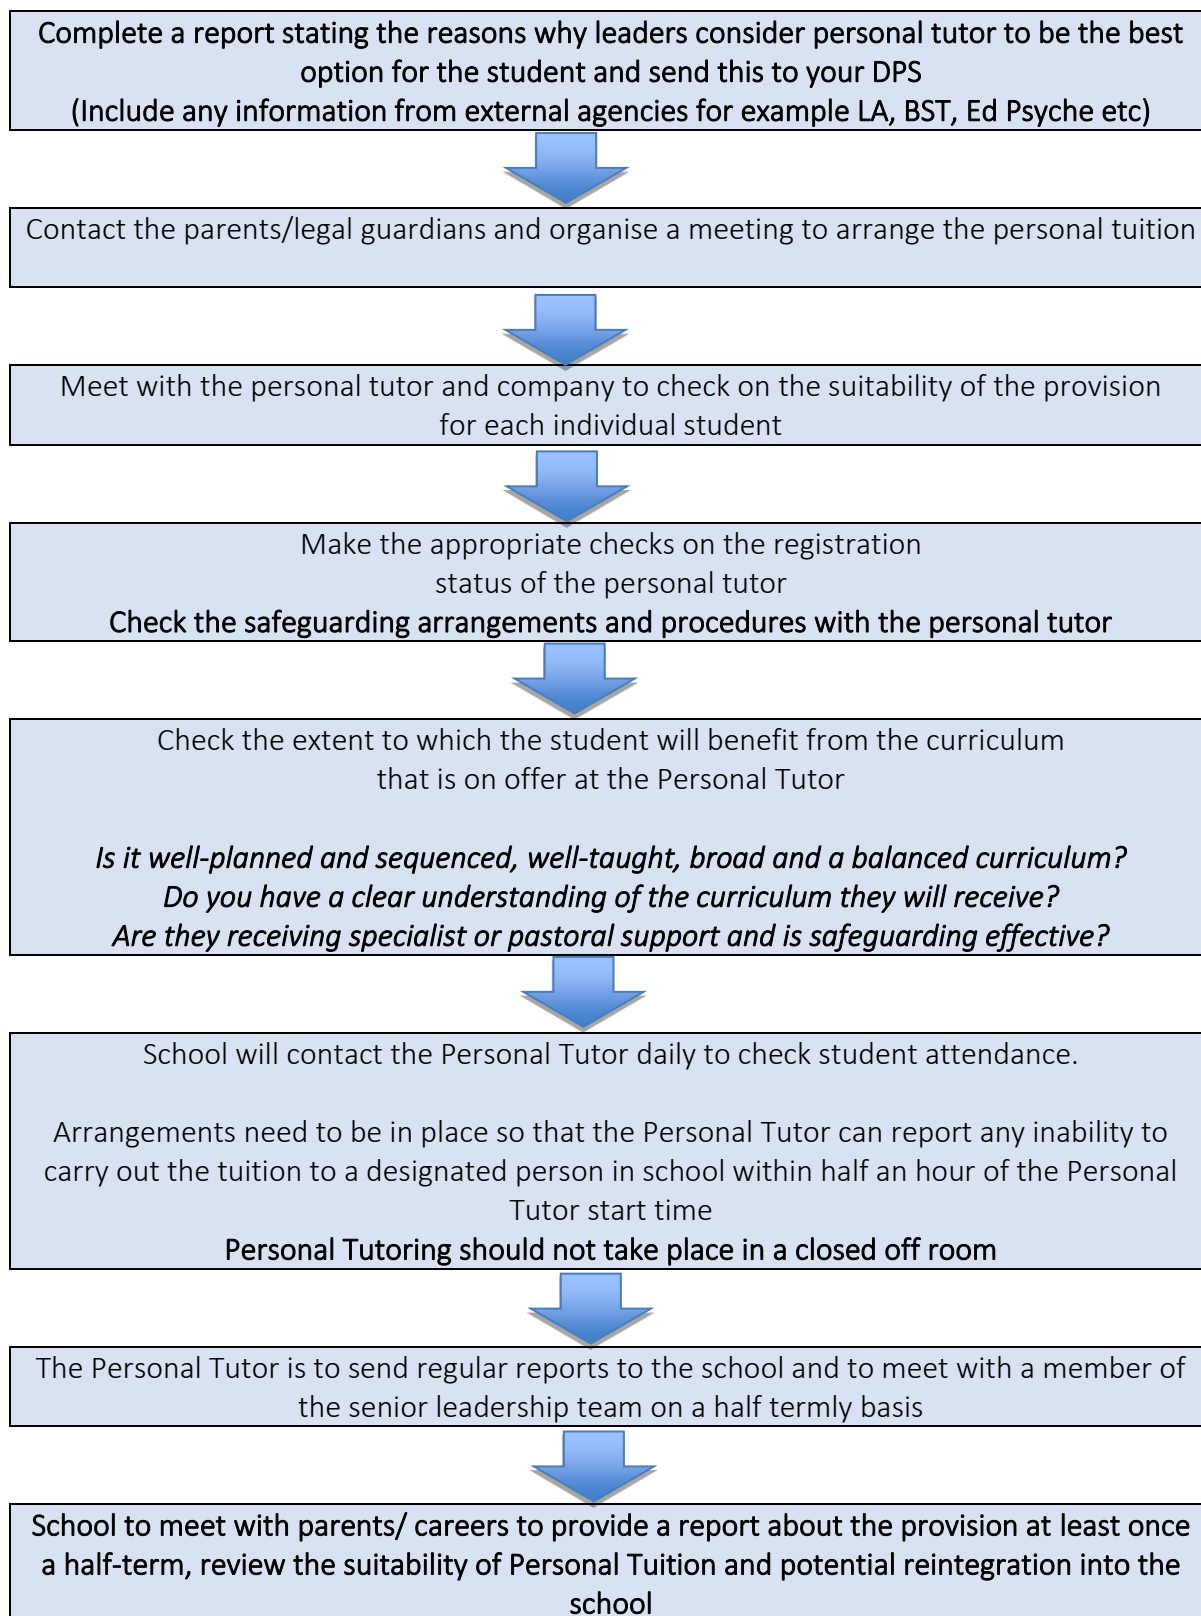 Complete a report stating the reasons why leaders consider personal tutor to be the best
option for the student and send this to your DPS
(Include any information from external agencies for example LA, BST, Ed Psyche etc)
Contact the parents/legal guardians and organise a meeting to arrange the personal tuition
Meet with the personal tutor and company to check on the suitability of the provision
for each individual student
Make the appropriate checks on the registration
status of the personal tutor
Check the safeguarding arrangements and procedures with the personal tutor
Check the extent to which the student will benefit from the curriculum
that is on offer at the Personal Tutor
Is it well-planned and sequenced, well-taught, broad and a balanced curriculum?
Do you have a clear understanding of the curriculum they will receive?
Are they receiving specialist or pastoral support and is safeguarding effective?
School will contact the Personal Tutor daily to check student attendance.
Arrangements need to be in place so that the Personal Tutor can report any inability to
carry out the tuition to a designated person in school within half an hour of the Personal
Tutor start time
Personal Tutoring should not take place in a closed off room
The Personal Tutor is to send regular reports to the school and to meet with a member of
the senior leadership team on a half termly basis
School to meet with parents/ careers to provide a report about the provision at least once
a half-term, review the suitability of Personal Tuition and potential reintegration into the
school